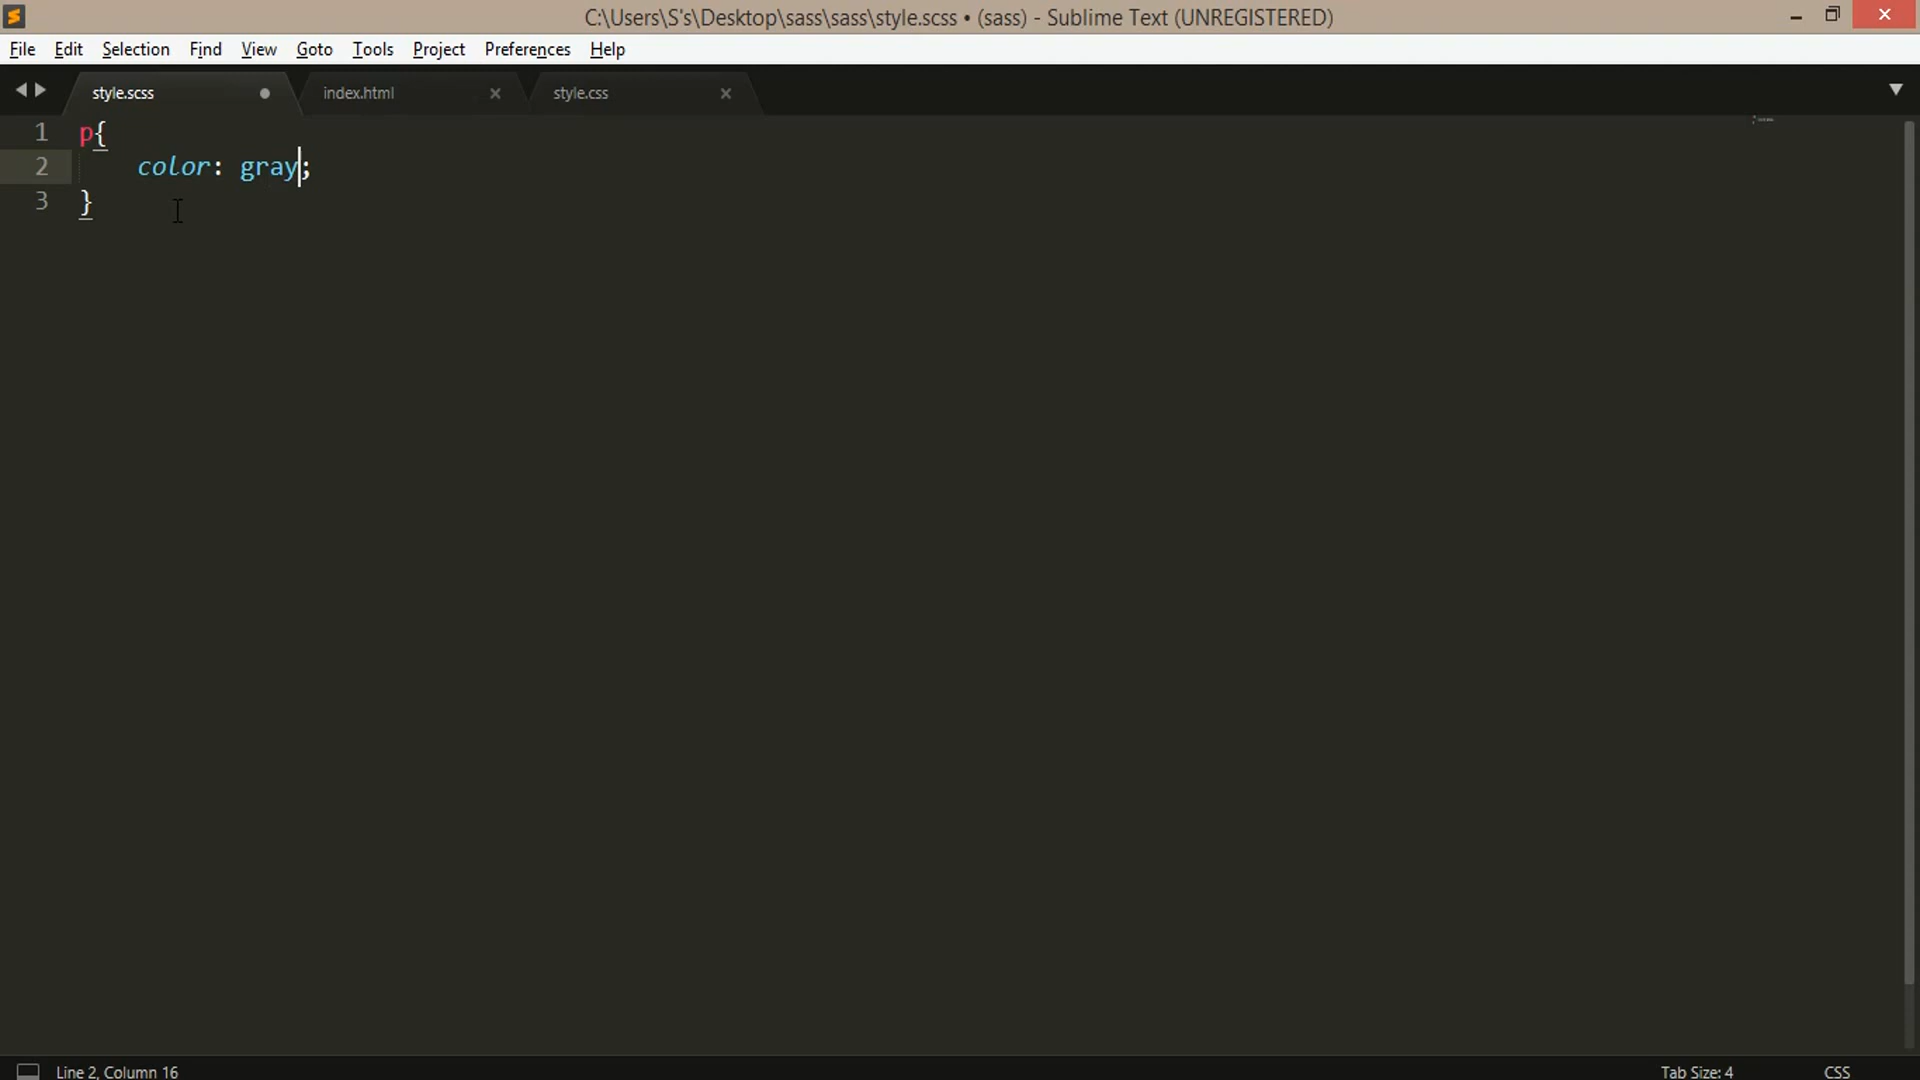 C:\Users\S's\Desktop\sass\sass\style.scss • (sass) - Sublime Text (UNREGISTERED)
File Edit Selection Find View Goto Tools Project Preferences Help
style.scss index.html style.css
1 p{
2 color: gray;
3 }
Line 2, Column 16 Tab Size: 4 CSS